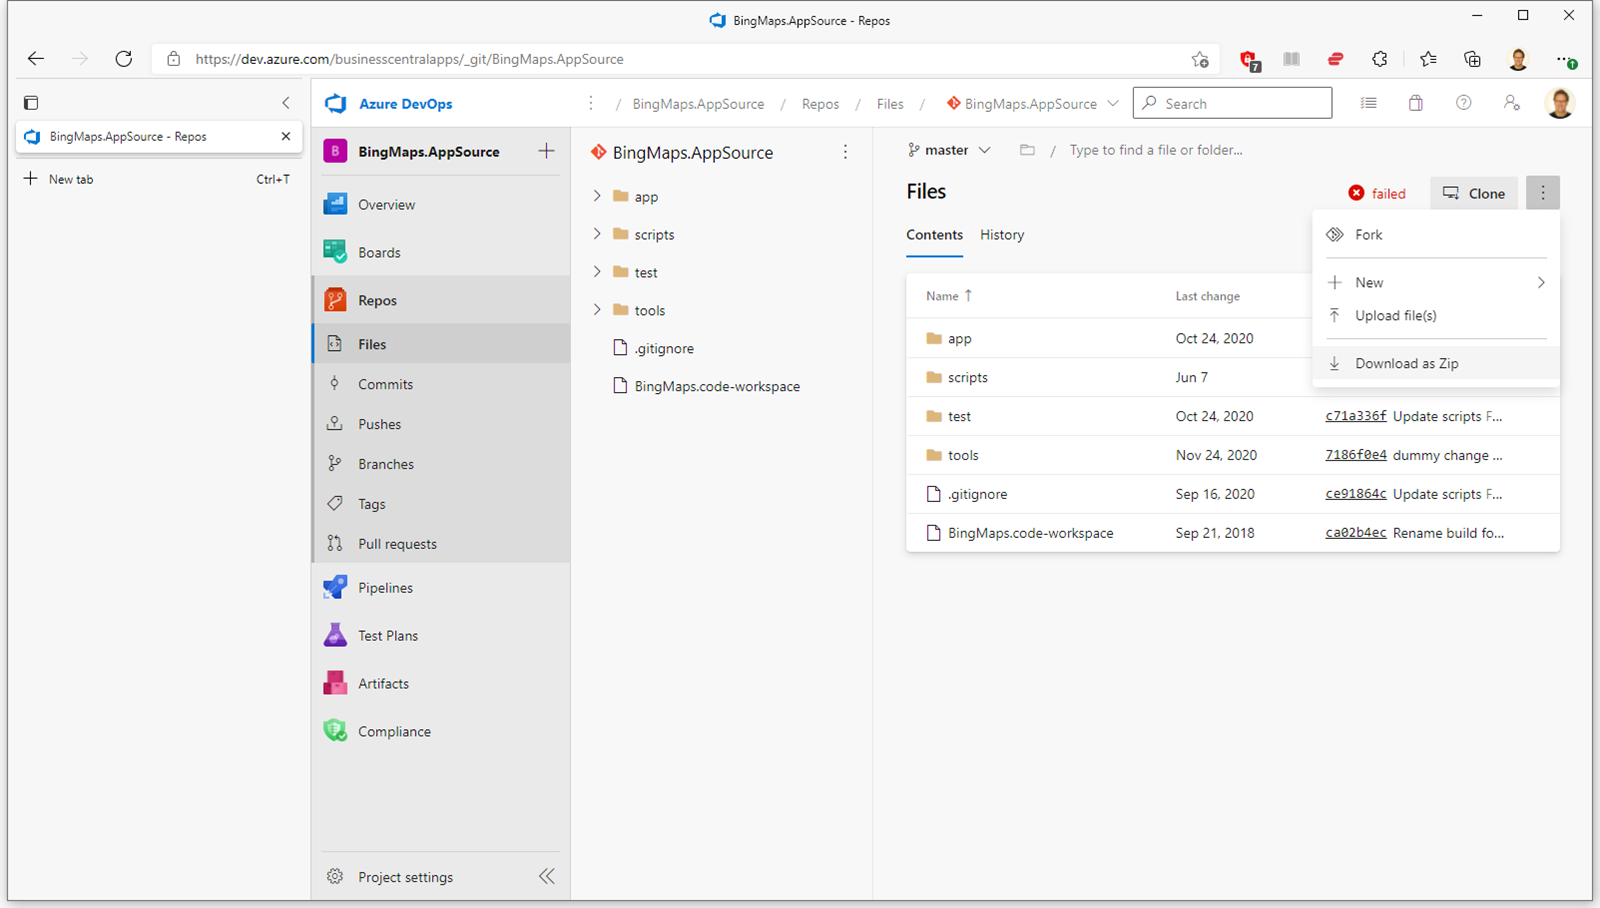 BingMaps.AppSource - Repos
https://dev.azure.com/businesscentralapps/_git/BingMaps.AppSource
7
BingMaps.AppSource - Repos
New tab Ctrl+T
Azure DevOps
/ BingMaps.AppSource / Repos / Files / BingMaps.AppSource
Search
B BingMaps.AppSource
Overview
Boards
Repos
Files
Commits
Pushes
Branches
Tags
Pull requests
Pipelines
Test Plans
Artifacts
Compliance
Project settings
BingMaps.AppSource
app
scripts
test
tools
.gitignore
BingMaps.code-workspace
master / Type to find a file or folder...
Files
failed Clone
Contents History
Fork
New
Upload file(s)
Download as Zip
Name Last change
app Oct 24, 2020
scripts Jun 7
test Oct 24, 2020 c71a336f Update scripts F...
tools Nov 24, 2020 7186f0e4 dummy change ...
.gitignore Sep 16, 2020 ce91864c Update scripts F...
BingMaps.code-workspace Sep 21, 2018 ca02b4ec Rename build fo...